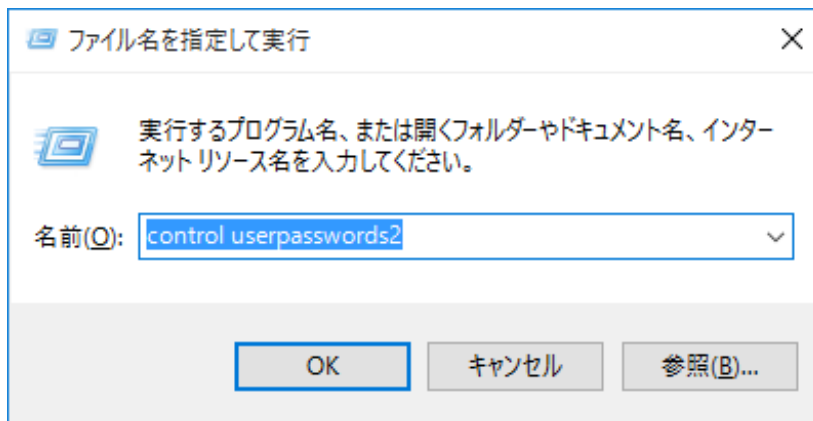 ファイル名を指定して実行
実行するプログラム名、または開くフォルダーやドキュメント名、インター
ネット リソース名を入力してください。
名前(O): control userpasswords2
OK キャンセル 参照(B)...